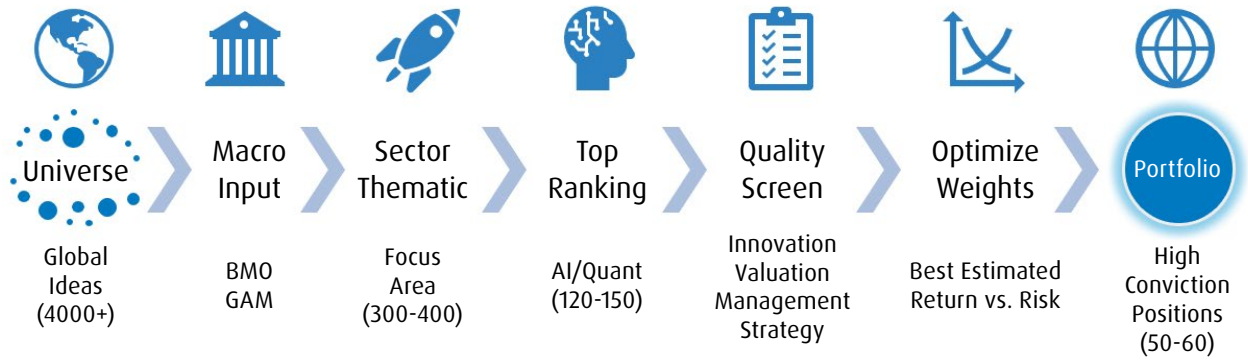 Universe
Macro
Input
Sector
Thematic
Top
Ranking
Quality
Screen
Optimize
Weights
Portfolio
Global
Ideas
(4000+)
BMO
GAM
Focus
Area
(300-400)
AI/Quant
(120-150)
Innovation
Valuation
Management
Strategy
Best Estimated
Return vs. Risk
High
Conviction
Positions
(50-60)